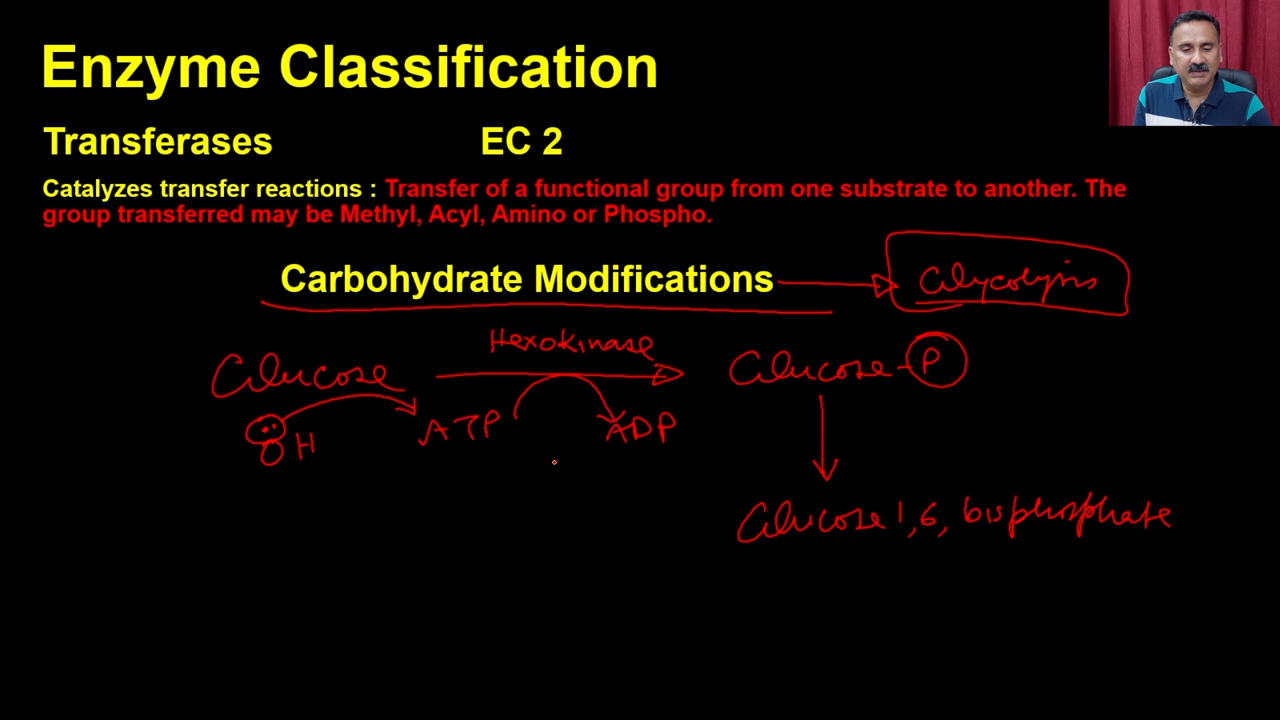 Enzyme Classification
Transferases EC 2
Catalyzes transfer reactions : Transfer of a functional group from one substrate to another. The
group transferred may be Methyl, Acyl, Amino or Phospho.
Carbohydrate Modifications Glycolysis
Hexokinase
Glucose Glucose-P
OH ATP ADP
Glucose 1,6, bisphosphate